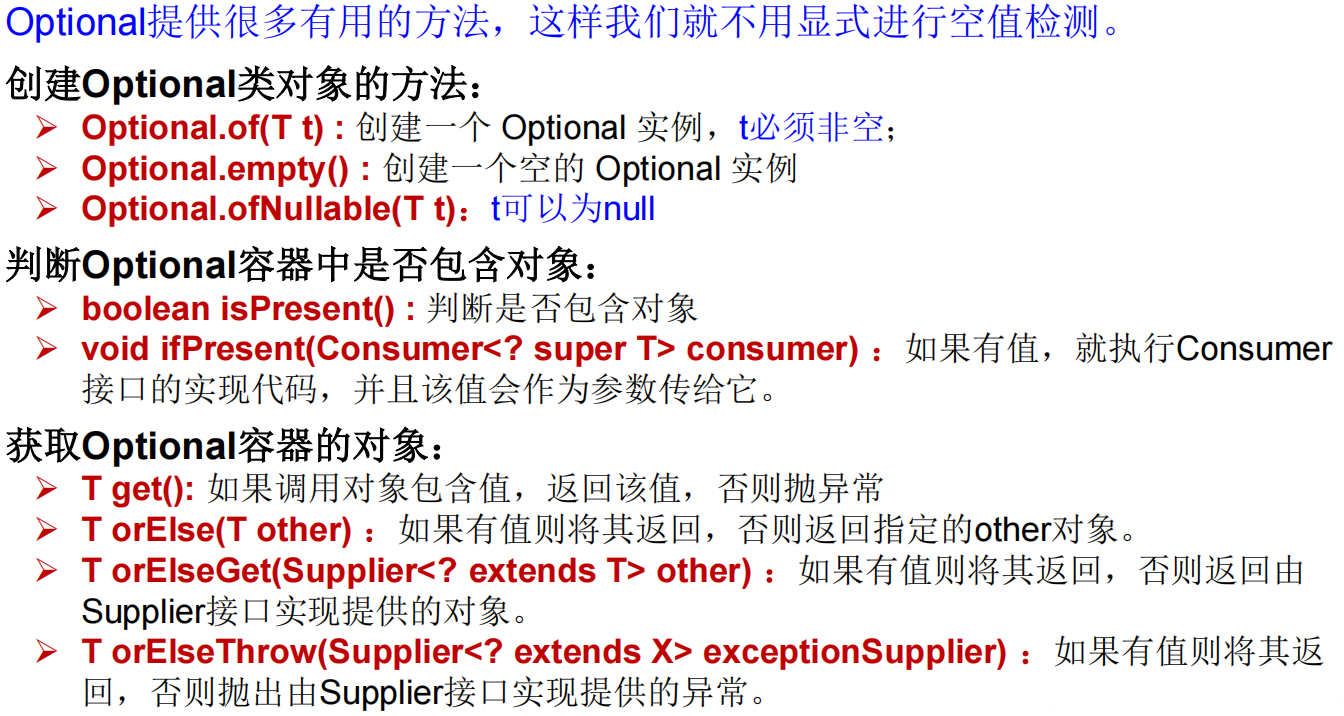 Optional提供很多有用的方法，这样我们就不用显式进行空值检测。
创建Optional类对象的方法：
➢ Optional.of(T t) : 创建一个 Optional 实例，t必须非空；
➢ Optional.empty() : 创建一个空的 Optional 实例
➢ Optional.ofNullable(T t)：t可以为null
判断Optional容器中是否包含对象：
➢ boolean isPresent() : 判断是否包含对象
➢ void ifPresent(Consumer<? super T> consumer) ：如果有值，就执行Consumer
接口的实现代码，并且该值会作为参数传给它。
获取Optional容器的对象：
➢ T get(): 如果调用对象包含值，返回该值，否则抛异常
➢ T orElse(T other) ：如果有值则将其返回，否则返回指定的other对象。
➢ T orElseGet(Supplier<? extends T> other) ：如果有值则将其返回，否则返回由
Supplier接口实现提供的对象。
➢ T orElseThrow(Supplier<? extends X> exceptionSupplier) ：如果有值则将其返
回，否则抛出由Supplier接口实现提供的异常。